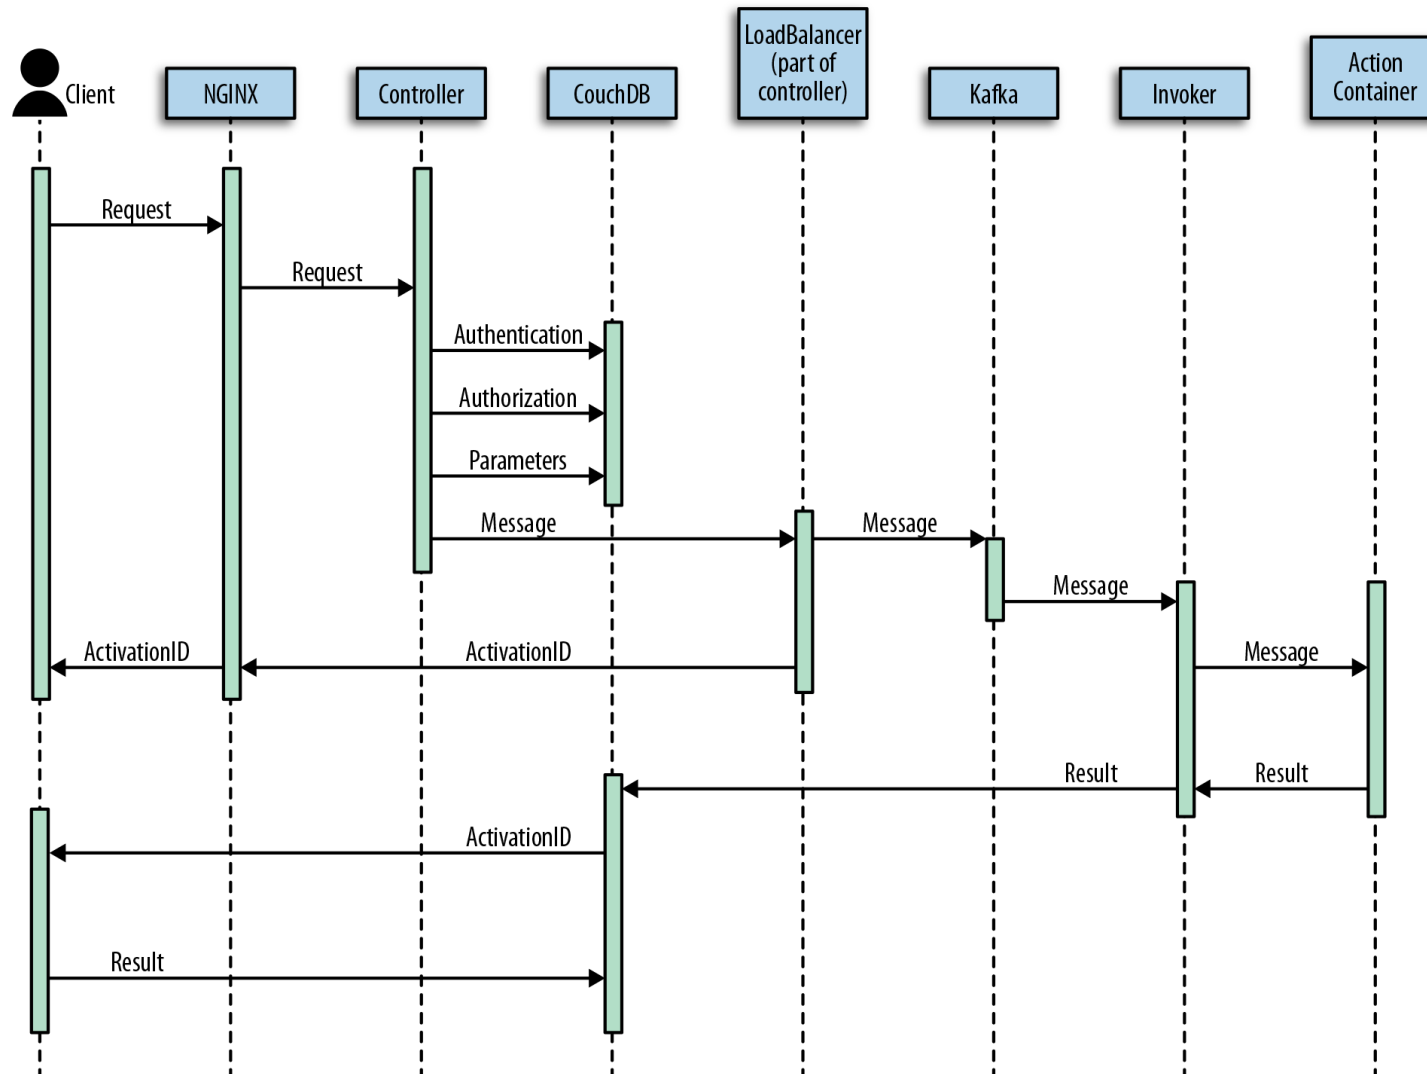 Client
NGINX
Controller
CouchDB
LoadBalancer
(part of
controller)
Kafka
Invoker
Action
Container
Request
Request
Authentication
Authorization
Parameters
Message
Message
Message
ActivationID
ActivationID
Message
Result
Result
ActivationID
Result